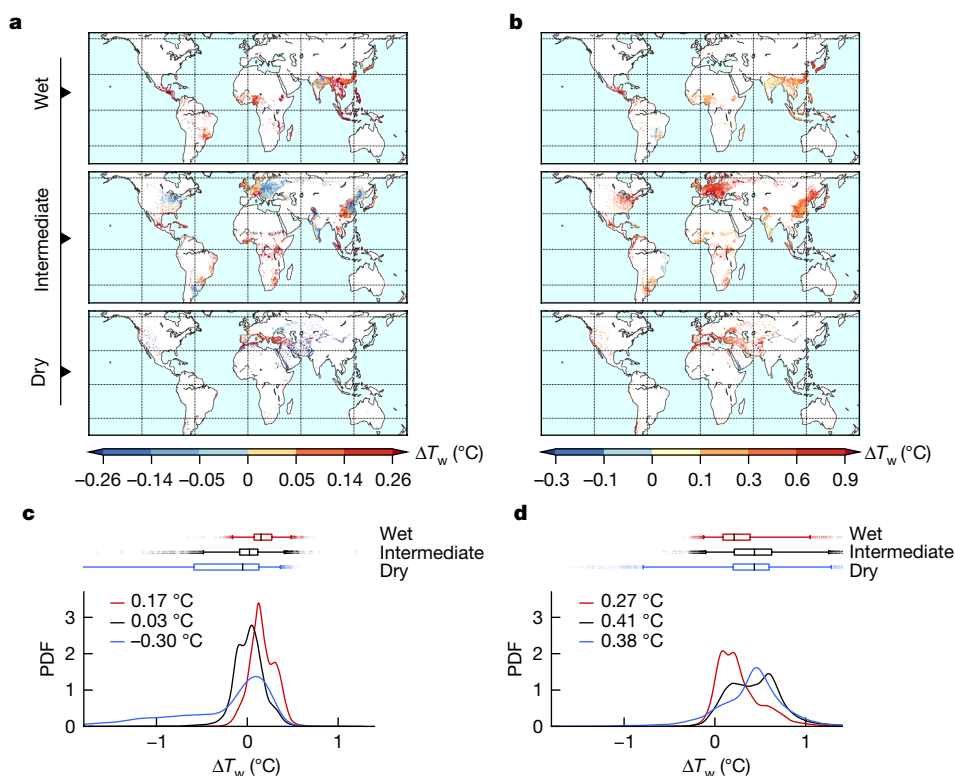 a
b
Wet
Intermediate
Dry
ΔTw (°C)
−0.26 −0.14 −0.05 0 0.05 0.14 0.26
ΔTw (°C)
−0.3 −0.1 0 0.1 0.3 0.6 0.9
c
Wet
Intermediate
Dry
0.17 °C
0.03 °C
−0.30 °C
PDF
3
2
1
0
−1 0 1
ΔTw (°C)
d
Wet
Intermediate
Dry
0.27 °C
0.41 °C
0.38 °C
PDF
3
2
1
0
−1 0 1
ΔTw (°C)